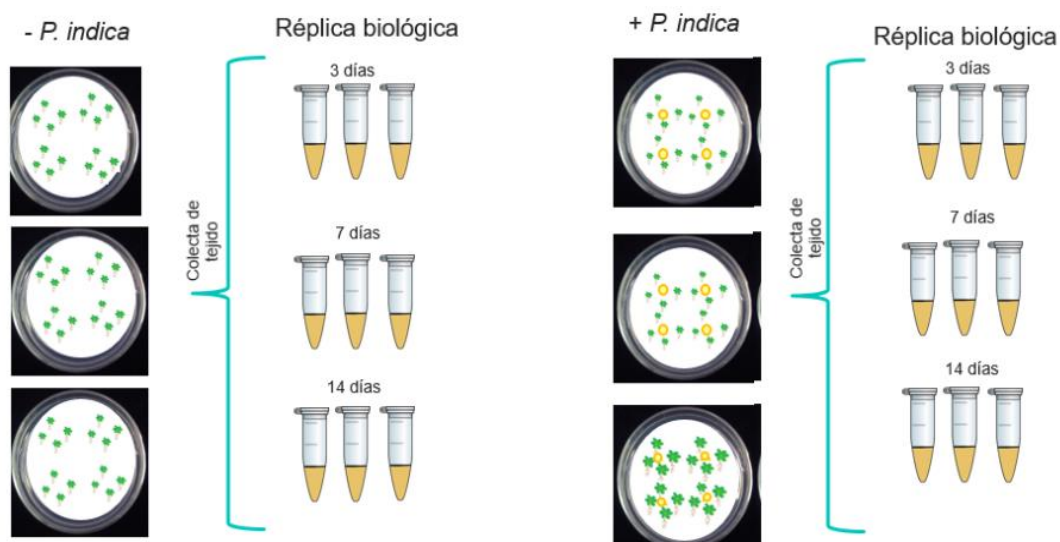 - P. indica
Réplica biológica
3 días
7 días
14 días
Colecta de
tejido
+ P. indica
Réplica biológica
3 días
7 días
14 días
Colecta de
tejido